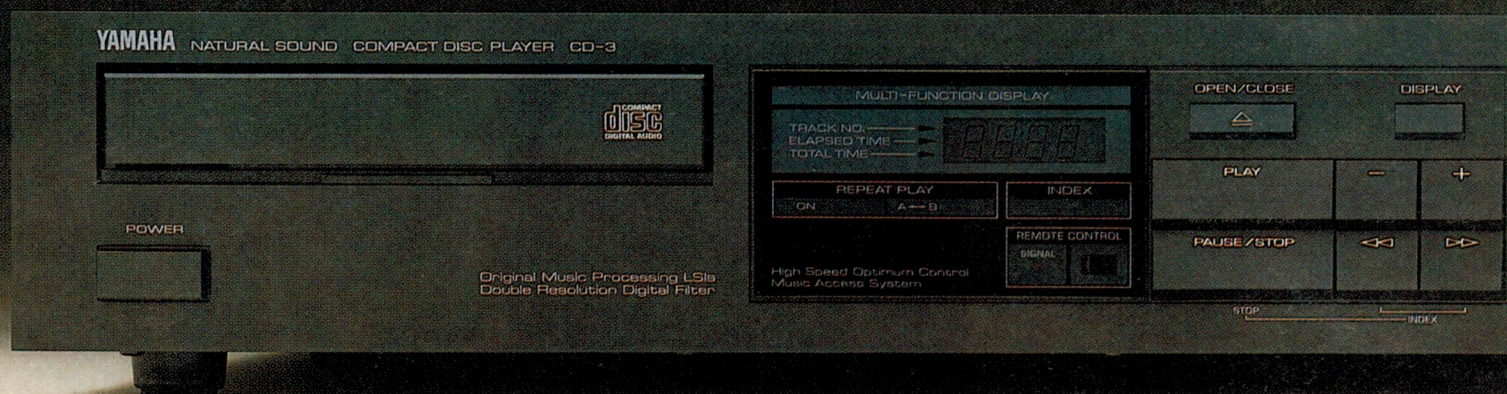 YAMAHA NATURAL SOUND COMPACT DISC PLAYER CD-3
COMPACT
disc
DIGITAL AUDIO
POWER
Original Music Processing LSIs
Double Resolution Digital Filter
MULTI-FUNCTION DISPLAY
TRACK NO.
ELAPSED TIME
TOTAL TIME
REPEAT PLAY
ON A↔B
INDEX
REMOTE CONTROL
SIGNAL
High Speed Optimum Control
Music Access System
OPEN/CLOSE
DISPLAY
PLAY
− +
PAUSE/STOP
STOP
INDEX